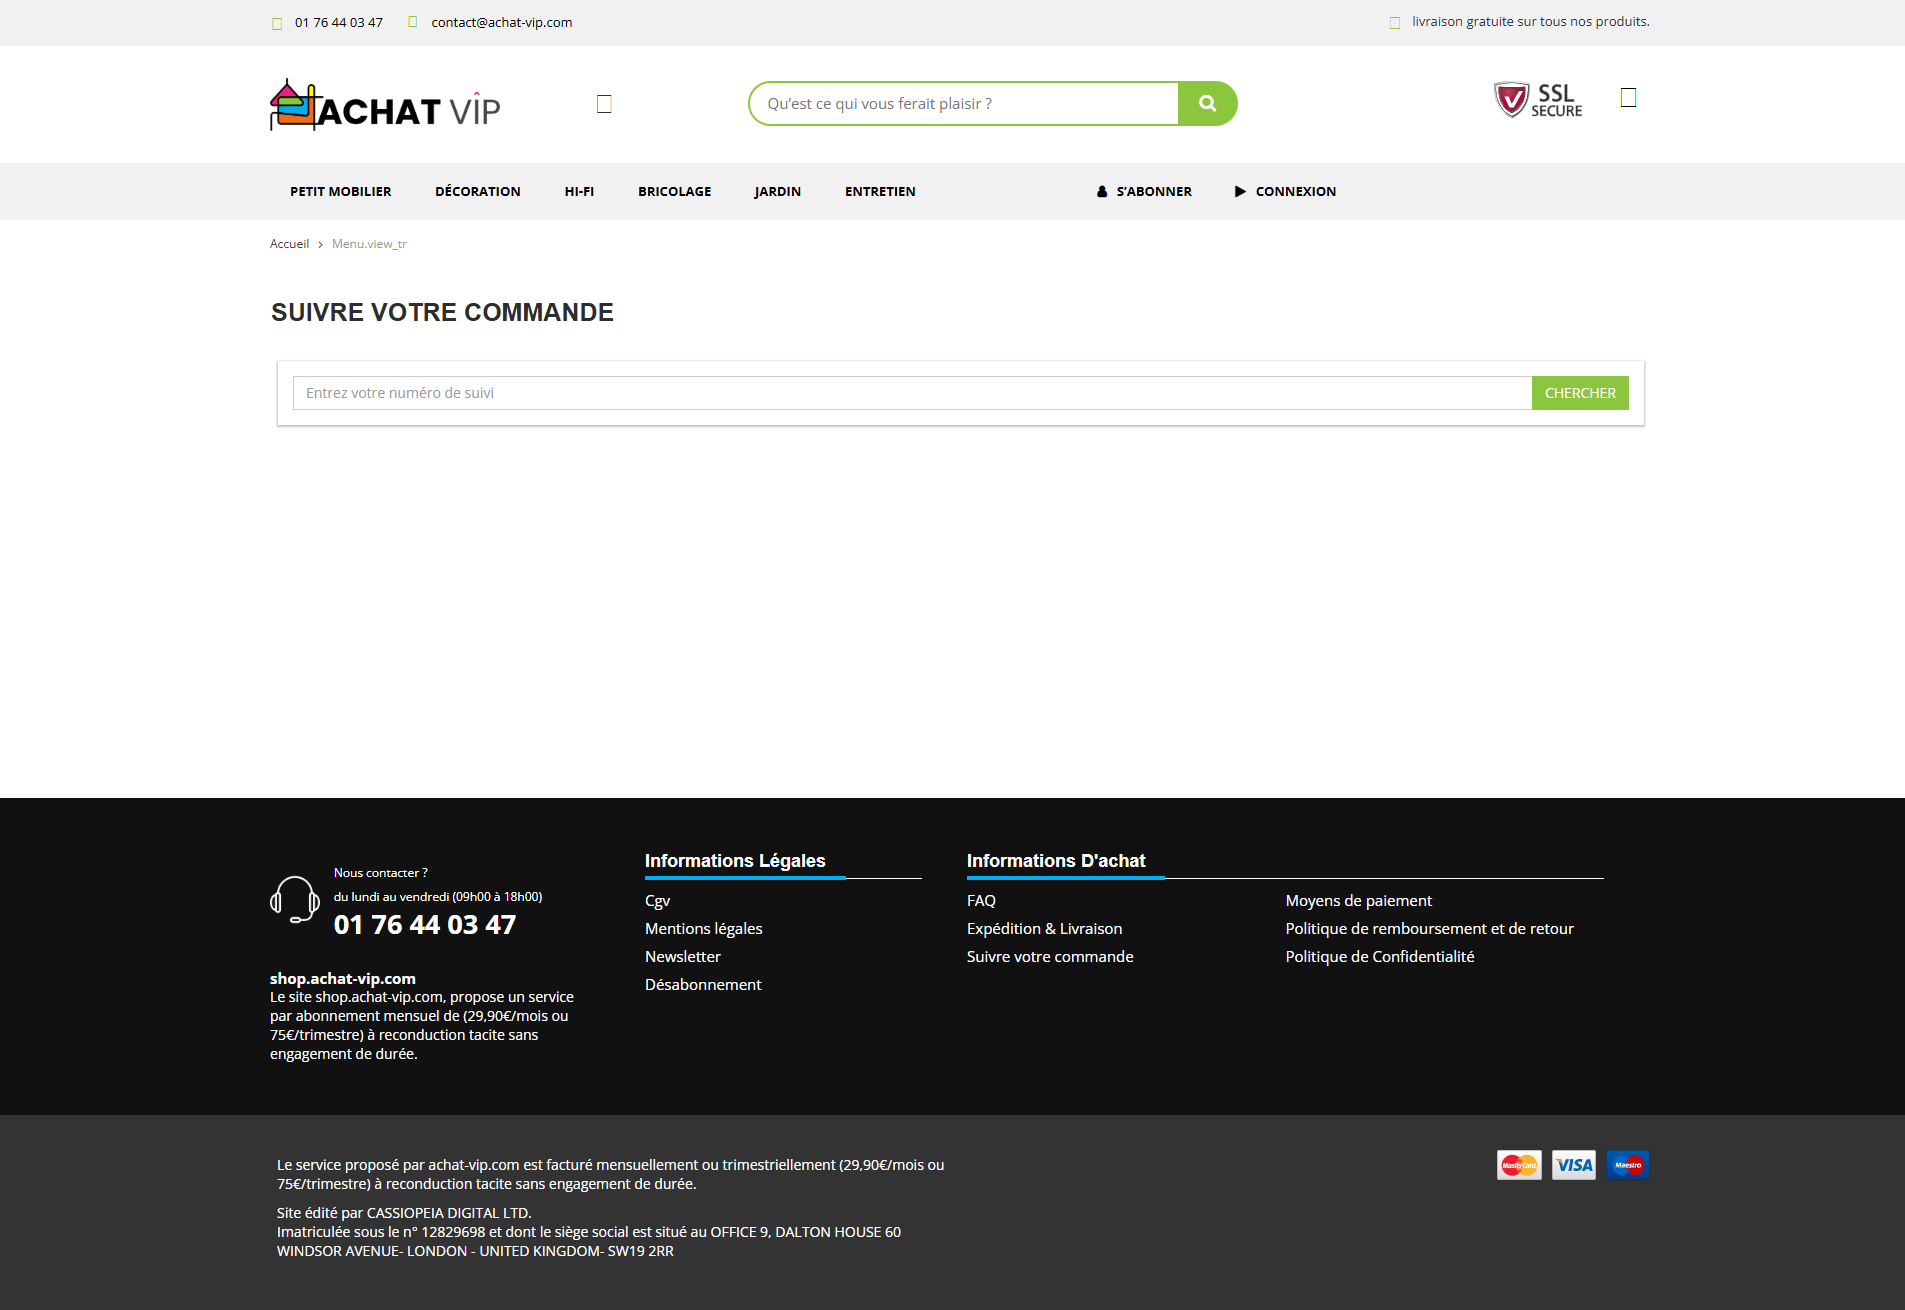 01 76 44 03 47
contact@achat-vip.com
livraison gratuite sur tous nos produits.
ACHAT VIP
Qu'est ce qui vous ferait plaisir ?
SSL
SECURE
PETIT MOBILIER
DÉCORATION
HI-FI
BRICOLAGE
JARDIN
ENTRETIEN
S'ABONNER
CONNEXION
Accueil > Menu.view_tr
SUIVRE VOTRE COMMANDE
Entrez votre numéro de suivi
CHERCHER
Nous contacter ?
du lundi au vendredi (09h00 à 18h00)
01 76 44 03 47
shop.achat-vip.com
Le site shop.achat-vip.com, propose un service
par abonnement mensuel de (29,90€/mois ou
75€/trimestre) à reconduction tacite sans
engagement de durée.
Informations Légales
Cgv
Mentions légales
Newsletter
Désabonnement
Informations D'achat
FAQ
Expédition & Livraison
Suivre votre commande
Moyens de paiement
Politique de remboursement et de retour
Politique de Confidentialité
Le service proposé par achat-vip.com est facturé mensuellement ou trimestriellement (29,90€/mois ou
75€/trimestre) à reconduction tacite sans engagement de durée.
Site édité par CASSIOPEIA DIGITAL LTD.
Imatriculée sous le n° 12829698 et dont le siège social est situé au OFFICE 9, DALTON HOUSE 60
WINDSOR AVENUE- LONDON - UNITED KINGDOM- SW19 2RR
MasterCard
VISA
Maestro